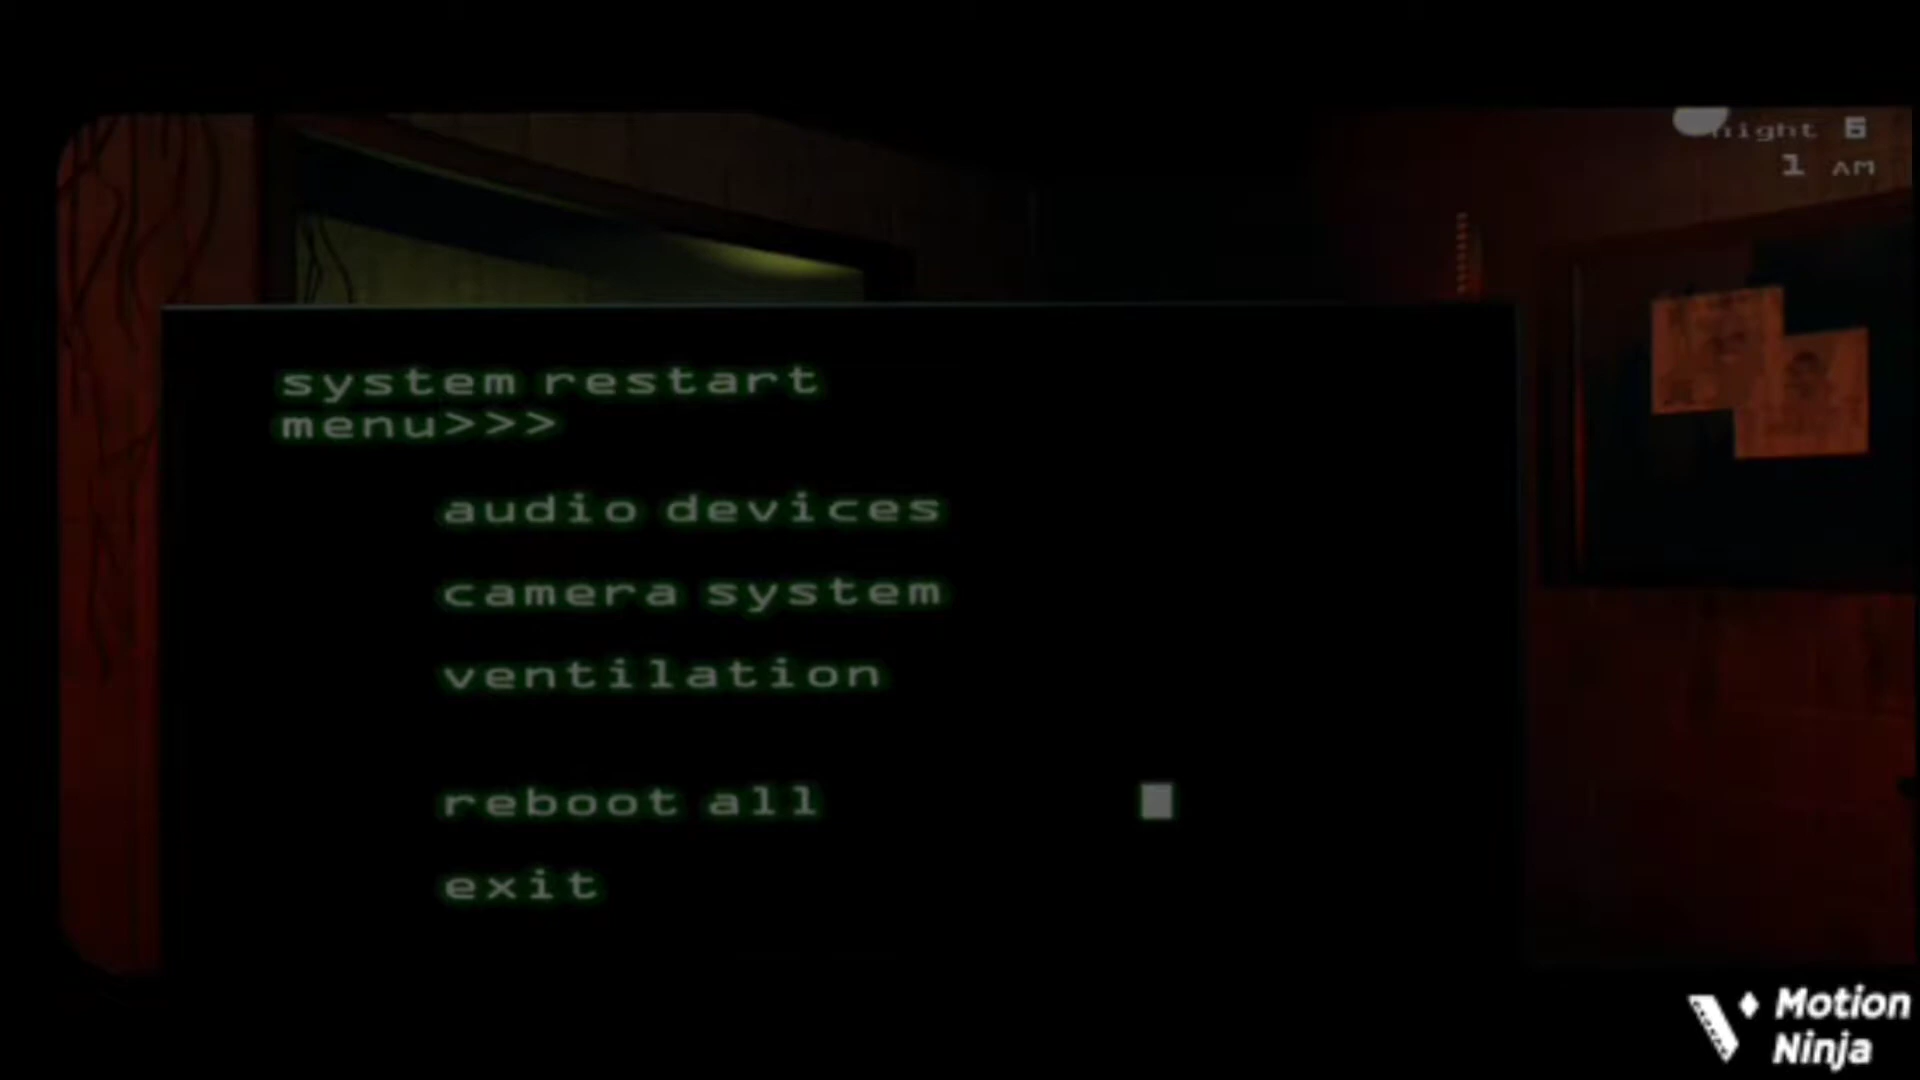 night 6
1 AM
system restart
menu>>>
audio devices
camera system
ventilation
reboot all
exit
Motion
Ninja